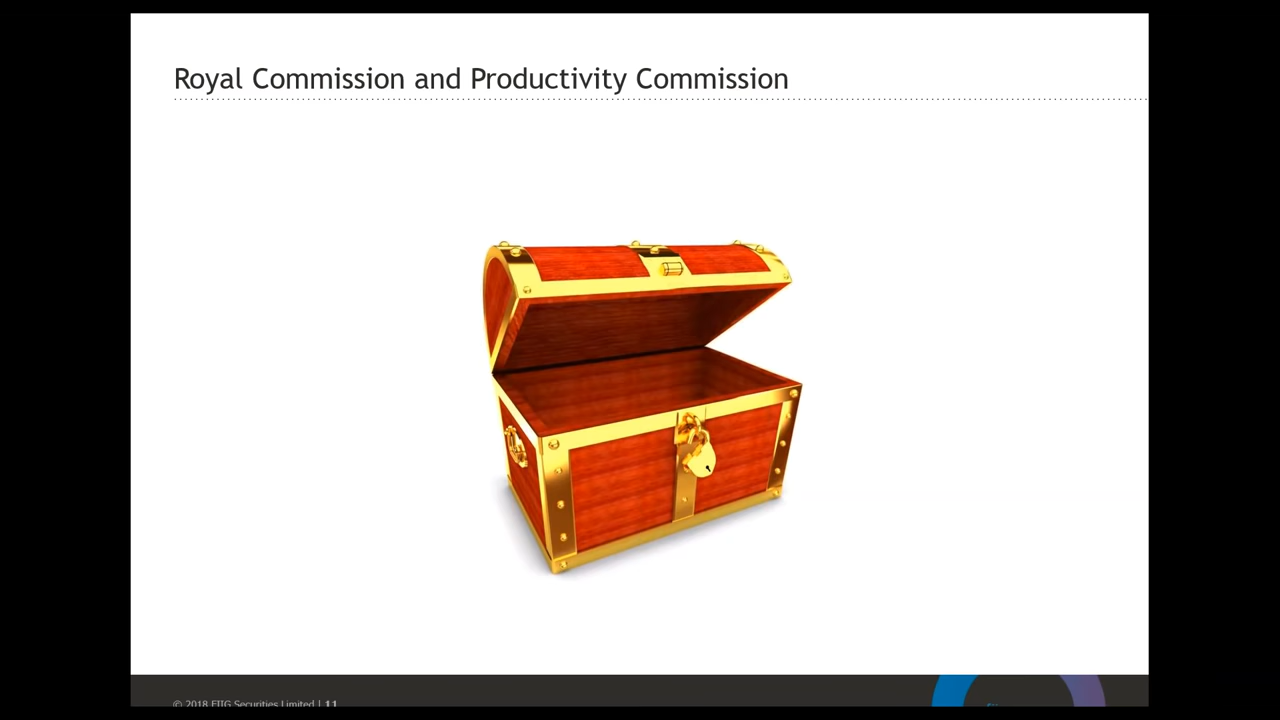 Royal Commission and Productivity Commission
© 2018 FIIG Securities Limited | 11